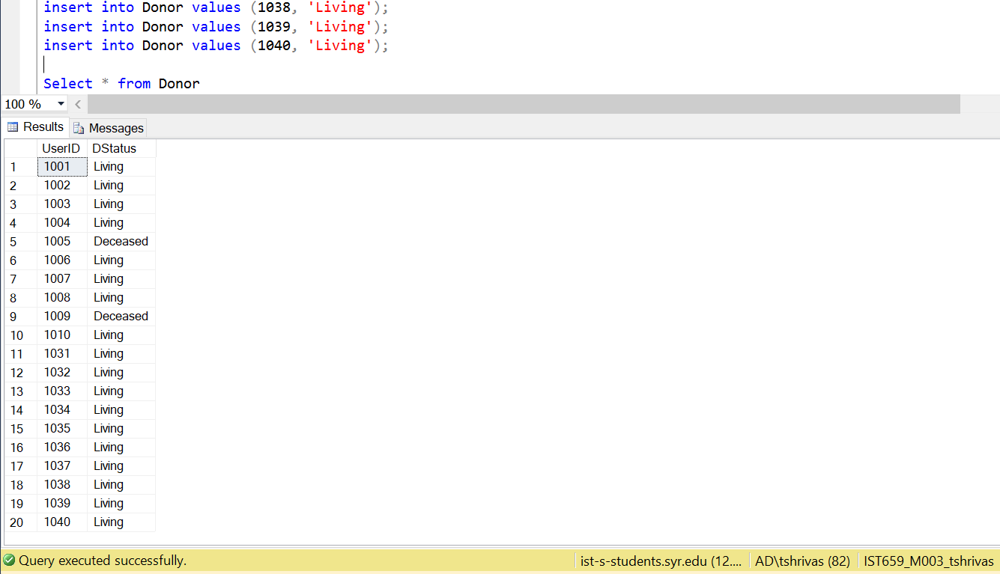 insert into Donor values (1038, 'Living');
insert into Donor values (1039, 'Living');
insert into Donor values (1040, 'Living');
Select * from Donor
100 %
Results Messages
UserID DStatus
1 1001 Living
2 1002 Living
3 1003 Living
4 1004 Living
5 1005 Deceased
6 1006 Living
7 1007 Living
8 1008 Living
9 1009 Deceased
10 1010 Living
11 1031 Living
12 1032 Living
13 1033 Living
14 1034 Living
15 1035 Living
16 1036 Living
17 1037 Living
18 1038 Living
19 1039 Living
20 1040 Living
Query executed successfully. ist-s-students.syr.edu (12.... AD\tshrivas (82) IST659_M003_tshrivas